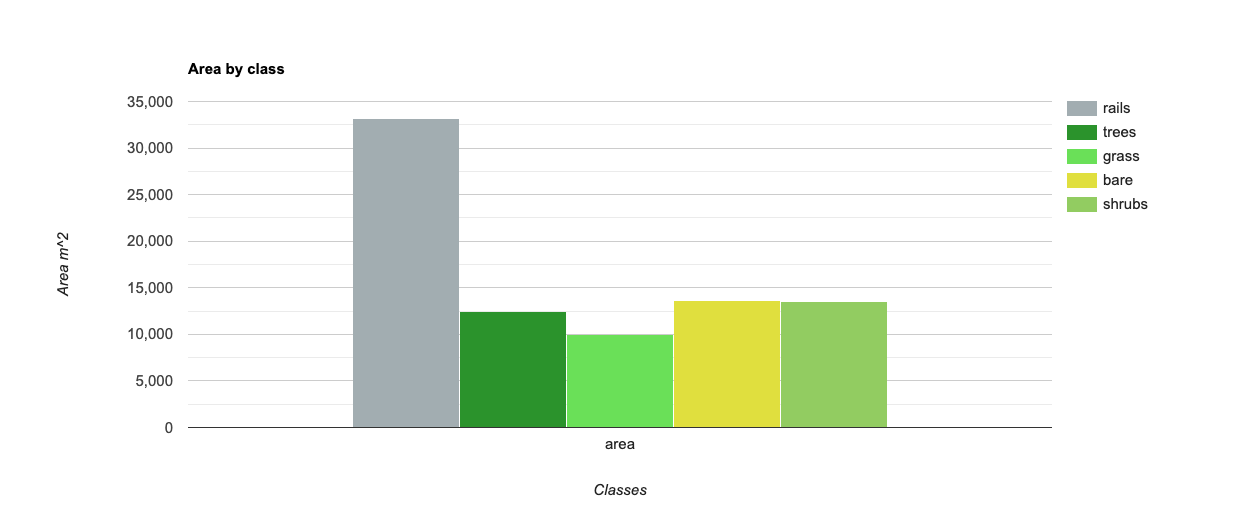 Area by class
35,000
30,000
25,000
20,000
15,000
10,000
5,000
0
Area m^2
area
Classes
rails
trees
grass
bare
shrubs